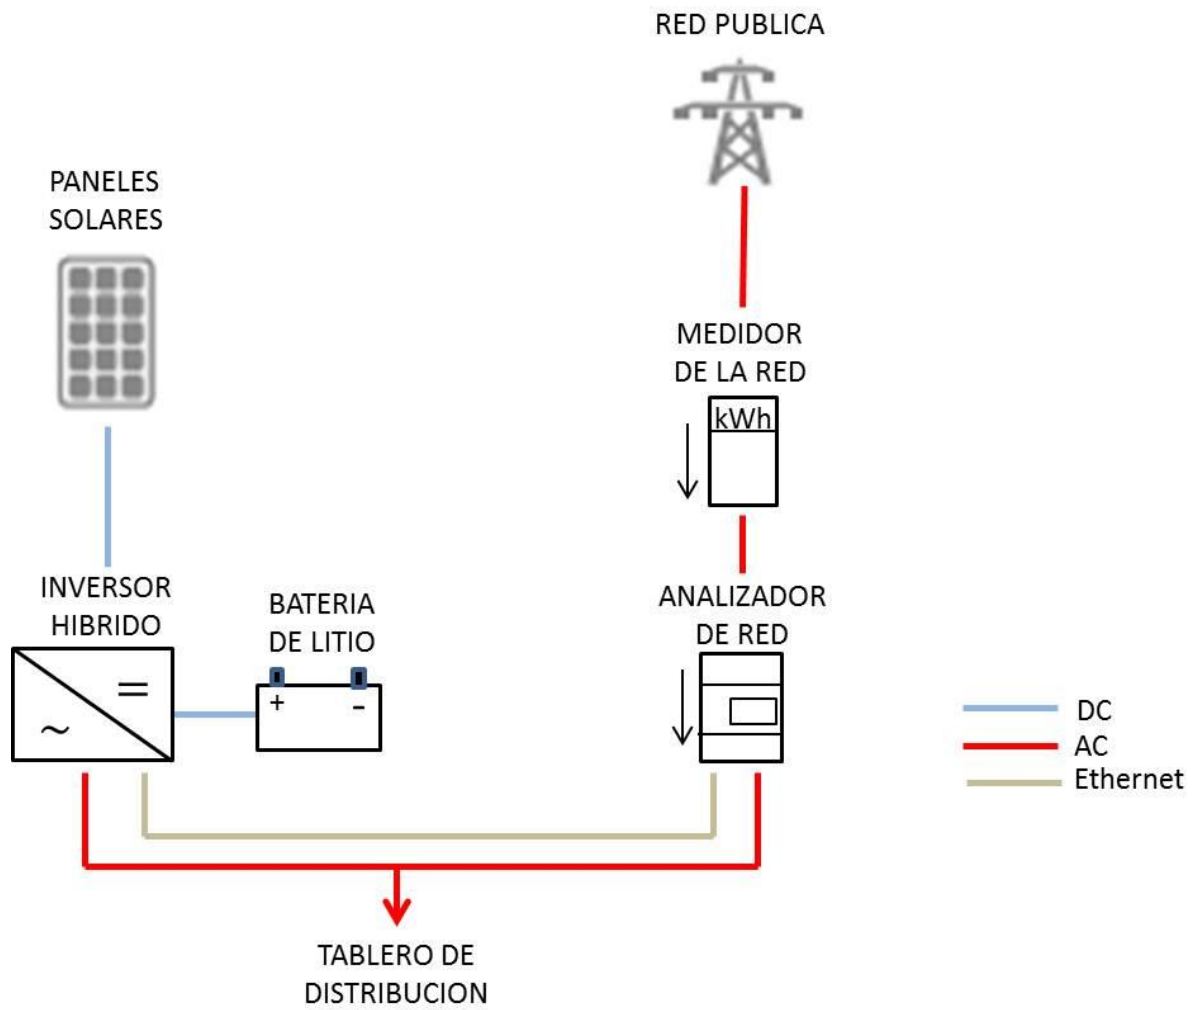 RED PUBLICA
PANELES
SOLARES
MEDIDOR
DE LA RED
kWh
INVERSOR
HIBRIDO
BATERIA
DE LITIO
+ -
= 
~
ANALIZADOR
DE RED
DC
AC
Ethernet
TABLERO DE
DISTRIBUCION